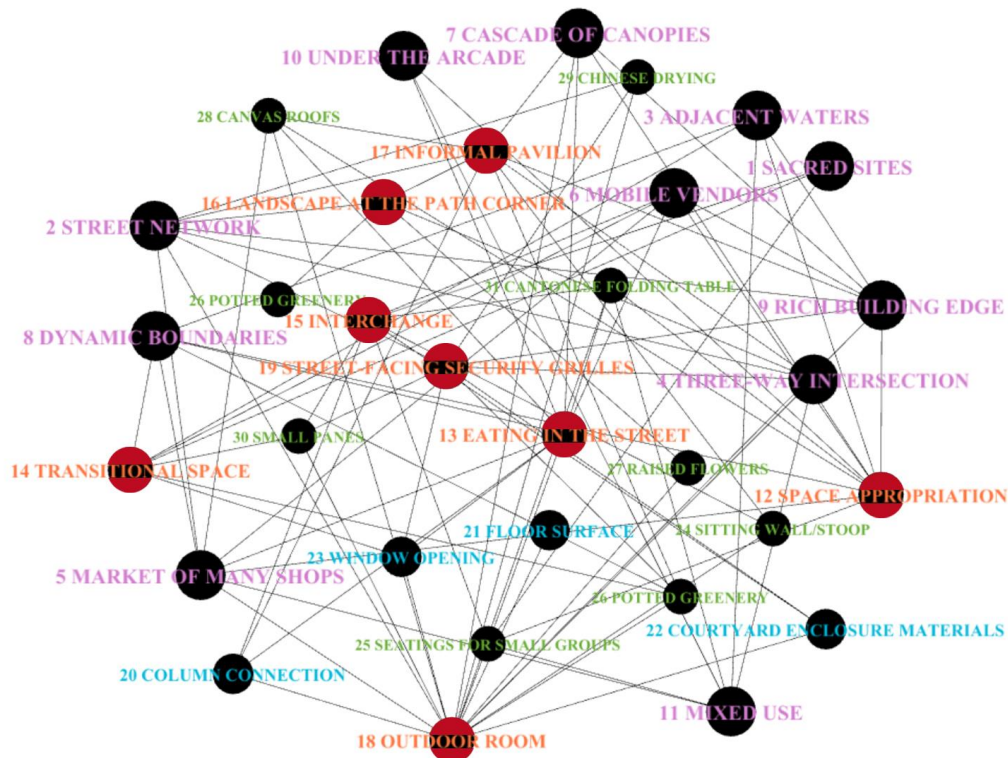 7 CASCADE OF CANOPIES
10 UNDER THE ARCADE
29 CHINESE DRYING
28 CANVAS ROOFS
3 ADJACENT WATERS
17 INFORMAL PAVILION
1 SACRED SITES
6 MOBILE VENDORS
16 LANDSCAPE AT THE PATH CORNER
2 STREET NETWORK
31 CANTONESE FOLDING TABLE
26 POTTED GREENERY
9 RICH BUILDING EDGE
15 INTERCHANGE
8 DYNAMIC BOUNDARIES
19 STREET-FACING SECURITY GRILLES
4 THREE-WAY INTERSECTION
30 SMALL PANES
13 EATING IN THE STREET
14 TRANSITIONAL SPACE
27 RAISED FLOWERS
12 SPACE APPROPRIATION
21 FLOOR SURFACE
24 SITTING WALL/STOOP
23 WINDOW OPENING
5 MARKET OF MANY SHOPS
26 POTTED GREENERY
22 COURTYARD ENCLOSURE MATERIALS
25 SEATINGS FOR SMALL GROUPS
20 COLUMN CONNECTION
11 MIXED USE
18 OUTDOOR ROOM